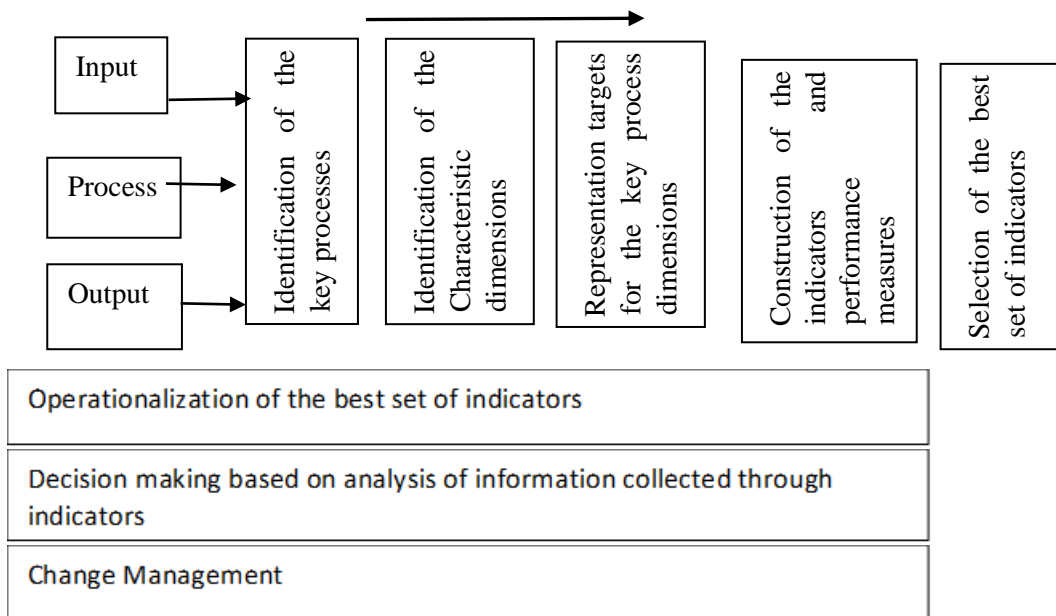 Input
Process
Output
Identification of the
key processes
Identification of the
Characteristic
dimensions
Representation targets
for the key process
dimensions
Construction of the
indicators and
performance
measures
Selection of the best
set of indicators
Operationalization of the best set of indicators
Decision making based on analysis of information collected through
indicators
Change Management